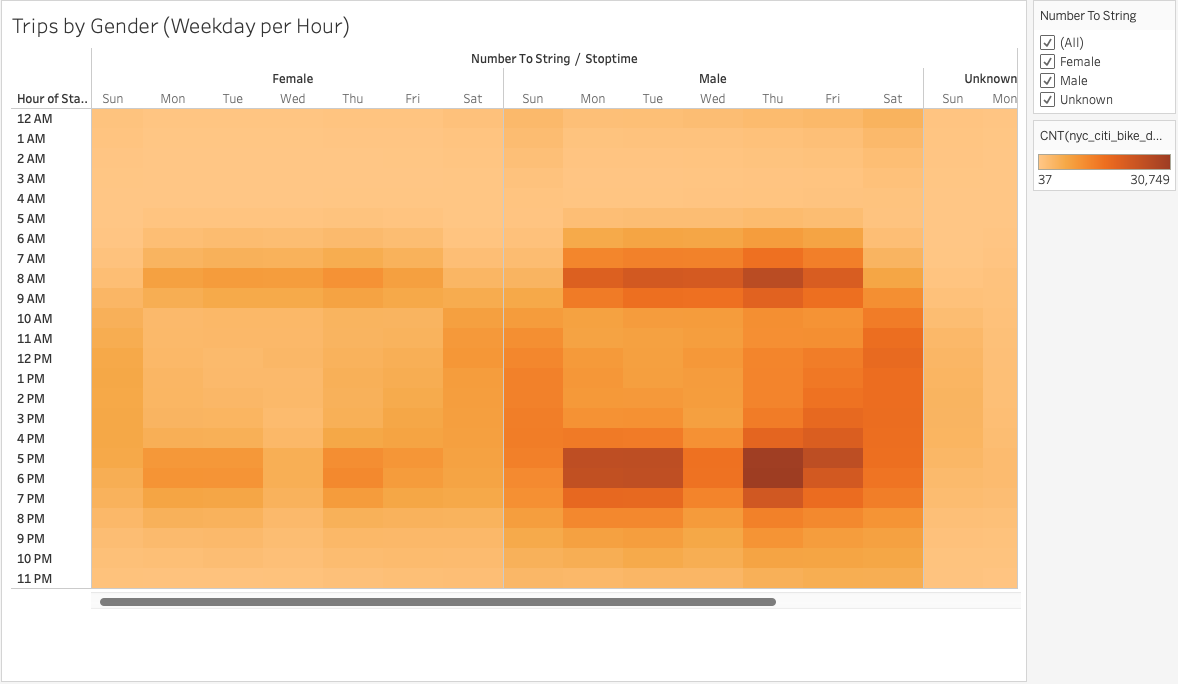 Trips by Gender (Weekday per Hour)
Number To String / Stoptime
Female Male Unknown
Hour of Sta.. Sun Mon Tue Wed Thu Fri Sat Sun Mon Tue Wed Thu Fri Sat Sun Mon
12 AM
1 AM
2 AM
3 AM
4 AM
5 AM
6 AM
7 AM
8 AM
9 AM
10 AM
11 AM
12 PM
1 PM
2 PM
3 PM
4 PM
5 PM
6 PM
7 PM
8 PM
9 PM
10 PM
11 PM
Number To String
(All)
Female
Male
Unknown
CNT(nyc_citi_bike_d...
37 30,749